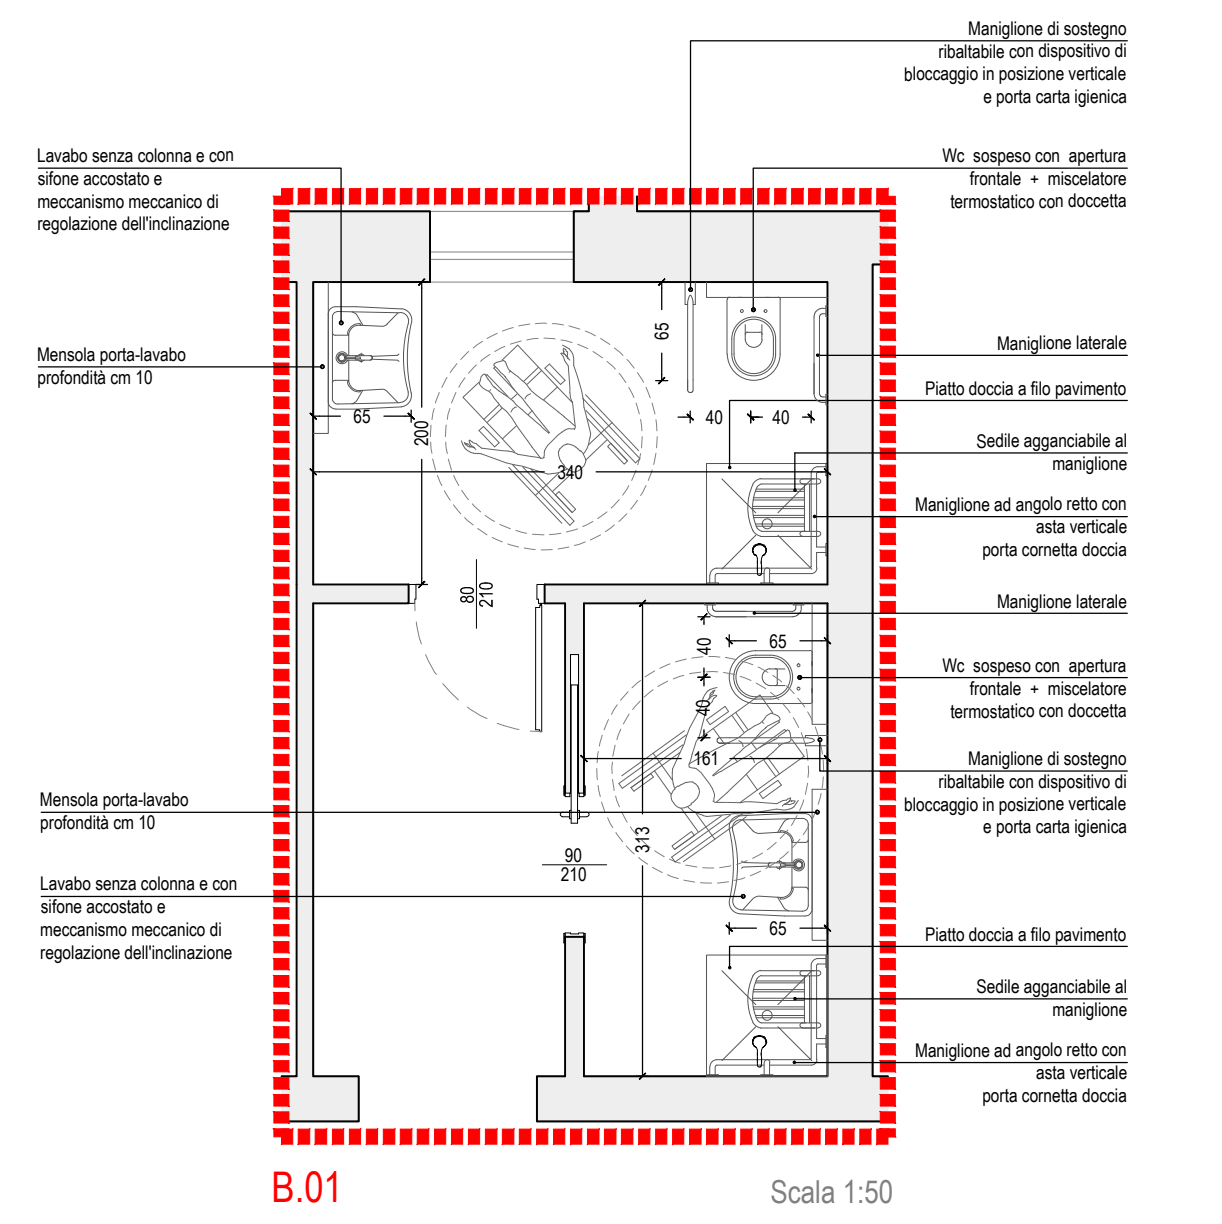 Maniglione di sostegno
ribaltabile con dispositivo di
bloccaggio in posizione verticale
e porta carta igienica
Lavabo senza colonna e con
sifone accostato e
meccanismo meccanico di
regolazione dell'inclinazione
Wc sospeso con apertura
frontale + miscelatore
termostatico con doccetta
Mensola porta-lavabo
profondità cm 10
Maniglione laterale
Piatto doccia a filo pavimento
Sedile agganciabile al
maniglione
Maniglione ad angolo retto con
asta verticale
porta cornetta doccia
65
65
40
40
200
340
80
210
Maniglione laterale
Wc sospeso con apertura
frontale + miscelatore
termostatico con doccetta
Maniglione di sostegno
ribaltabile con dispositivo di
bloccaggio in posizione verticale
e porta carta igienica
40
65
40
161
313
Mensola porta-lavabo
profondità cm 10
90
210
Lavabo senza colonna e con
sifone accostato e
meccanismo meccanico di
regolazione dell'inclinazione
65
Piatto doccia a filo pavimento
Sedile agganciabile al
maniglione
Maniglione ad angolo retto con
asta verticale
porta cornetta doccia
B.01
Scala 1:50